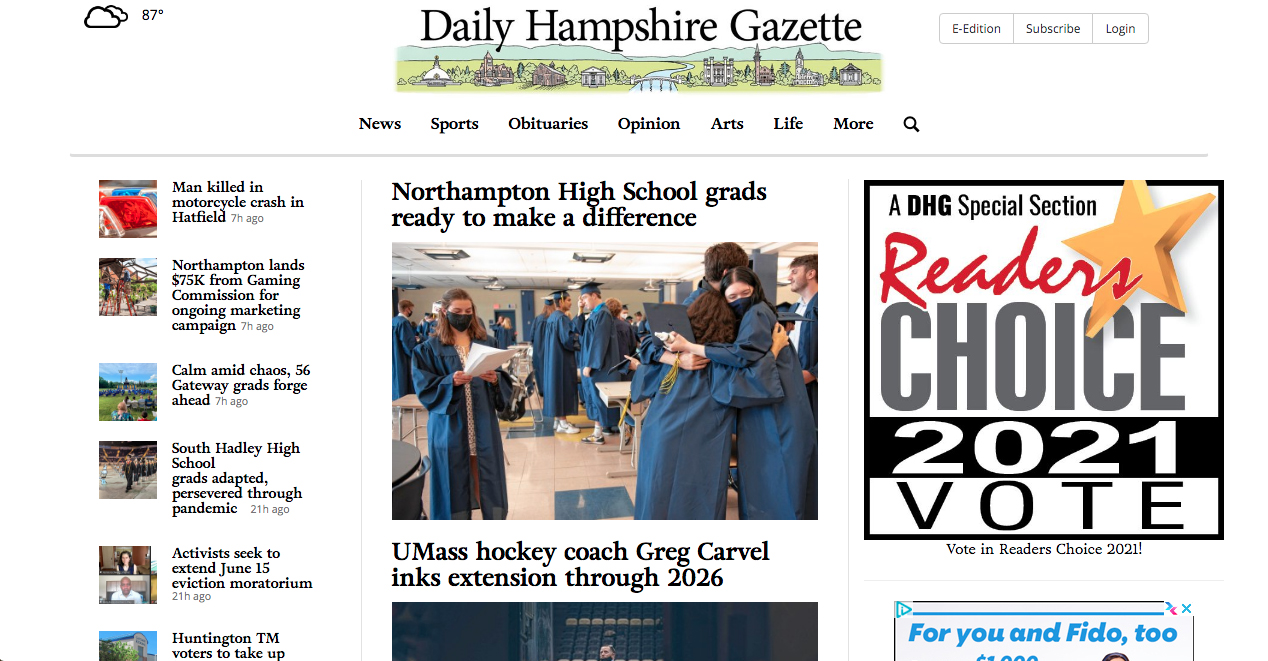 87°
Daily Hampshire Gazette
E-Edition
Subscribe
Login
News
Sports
Obituaries
Opinion
Arts
Life
More
Man killed in
motorcycle crash in
Hatfield 7h ago
Northampton lands
$75K from Gaming
Commission for
ongoing marketing
campaign 7h ago
Calm amid chaos, 56
Gateway grads forge
ahead 7h ago
South Hadley High
School
grads adapted,
persevered through
pandemic 21h ago
Activists seek to
extend June 15
eviction moratorium
21h ago
Huntington TM
voters to take up
Northampton High School grads
ready to make a difference
UMass hockey coach Greg Carvel
inks extension through 2026
A DHG Special Section
Readers
CHOICE
2021
VOTE
Vote in Readers Choice 2021!
For you and Fido, too
$1,000